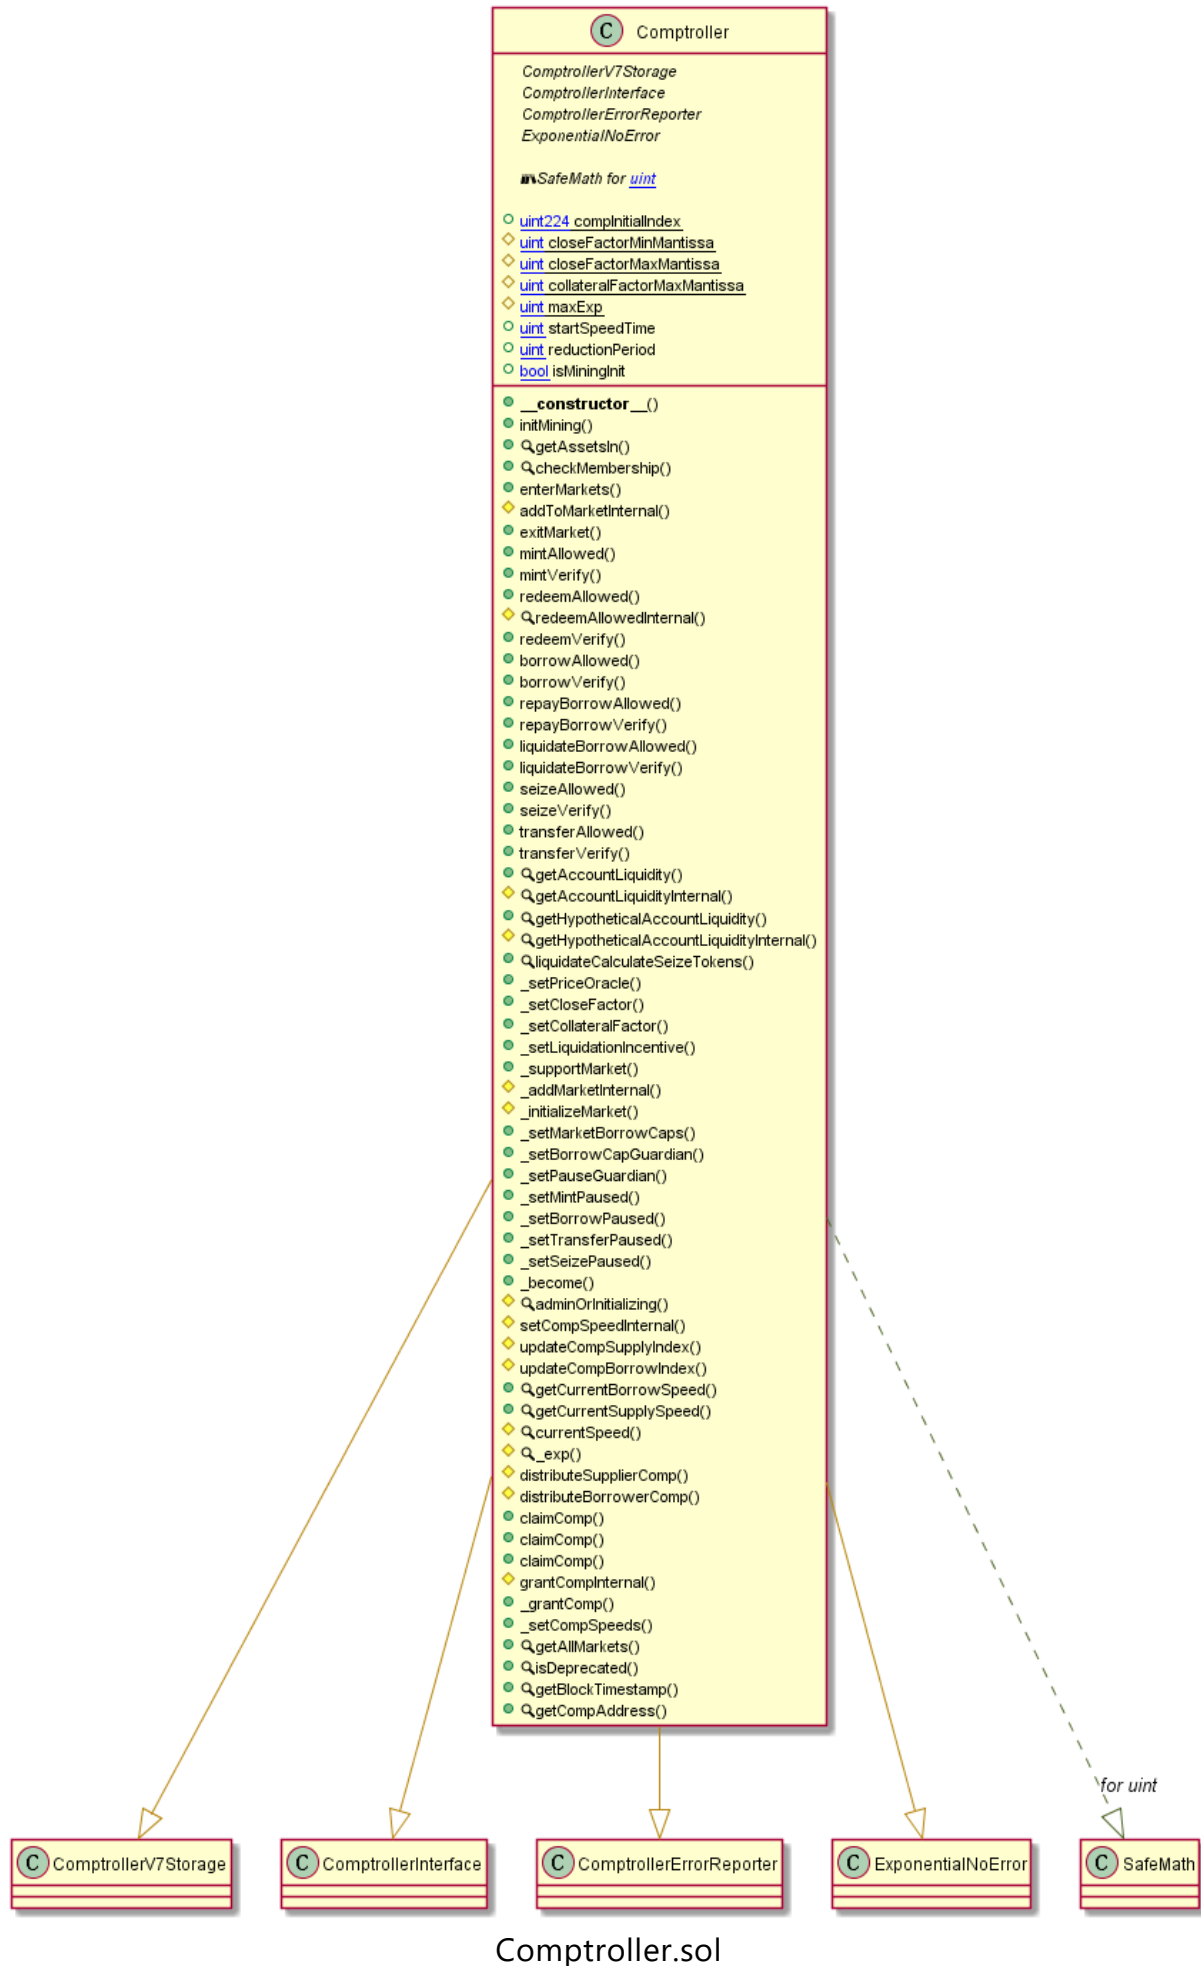 C Comptroller
ComptrollerV7Storage
ComptrollerInterface
ComptrollerErrorReporter
ExponentialNoError
SafeMath for uint
uint224 compInitialIndex
uint closeFactorMinMantissa
uint closeFactorMaxMantissa
uint collateralFactorMaxMantissa
uint maxExp
uint startSpeedTime
uint reductionPeriod
bool isMiningInit
__constructor__()
initMining()
getAssetsIn()
checkMembership()
enterMarkets()
addToMarketInternal()
exitMarket()
mintAllowed()
mintVerify()
redeemAllowed()
redeemAllowedInternal()
redeemVerify()
borrowAllowed()
borrowVerify()
repayBorrowAllowed()
repayBorrowVerify()
liquidateBorrowAllowed()
liquidateBorrowVerify()
seizeAllowed()
seizeVerify()
transferAllowed()
transferVerify()
getAccountLiquidity()
getAccountLiquidityInternal()
getHypotheticalAccountLiquidity()
getHypotheticalAccountLiquidityInternal()
liquidateCalculateSeizeTokens()
_setPriceOracle()
_setCloseFactor()
_setCollateralFactor()
_setLiquidationIncentive()
_supportMarket()
_addMarketInternal()
_initializeMarket()
_setMarketBorrowCaps()
_setBorrowCapGuardian()
_setPauseGuardian()
_setMintPaused()
_setBorrowPaused()
_setTransferPaused()
_setSeizePaused()
_become()
adminOrInitializing()
setCompSpeedInternal()
updateCompSupplyIndex()
updateCompBorrowIndex()
getCurrentBorrowSpeed()
getCurrentSupplySpeed()
currentSpeed()
_exp()
distributeSupplierComp()
distributeBorrowerComp()
claimComp()
claimComp()
claimComp()
grantCompInternal()
_grantComp()
_setCompSpeeds()
getAllMarkets()
isDeprecated()
getBlockTimestamp()
getCompAddress()
for uint
C ComptrollerV7Storage
C ComptrollerInterface
C ComptrollerErrorReporter
C ExponentialNoError
C SafeMath
Comptroller.sol